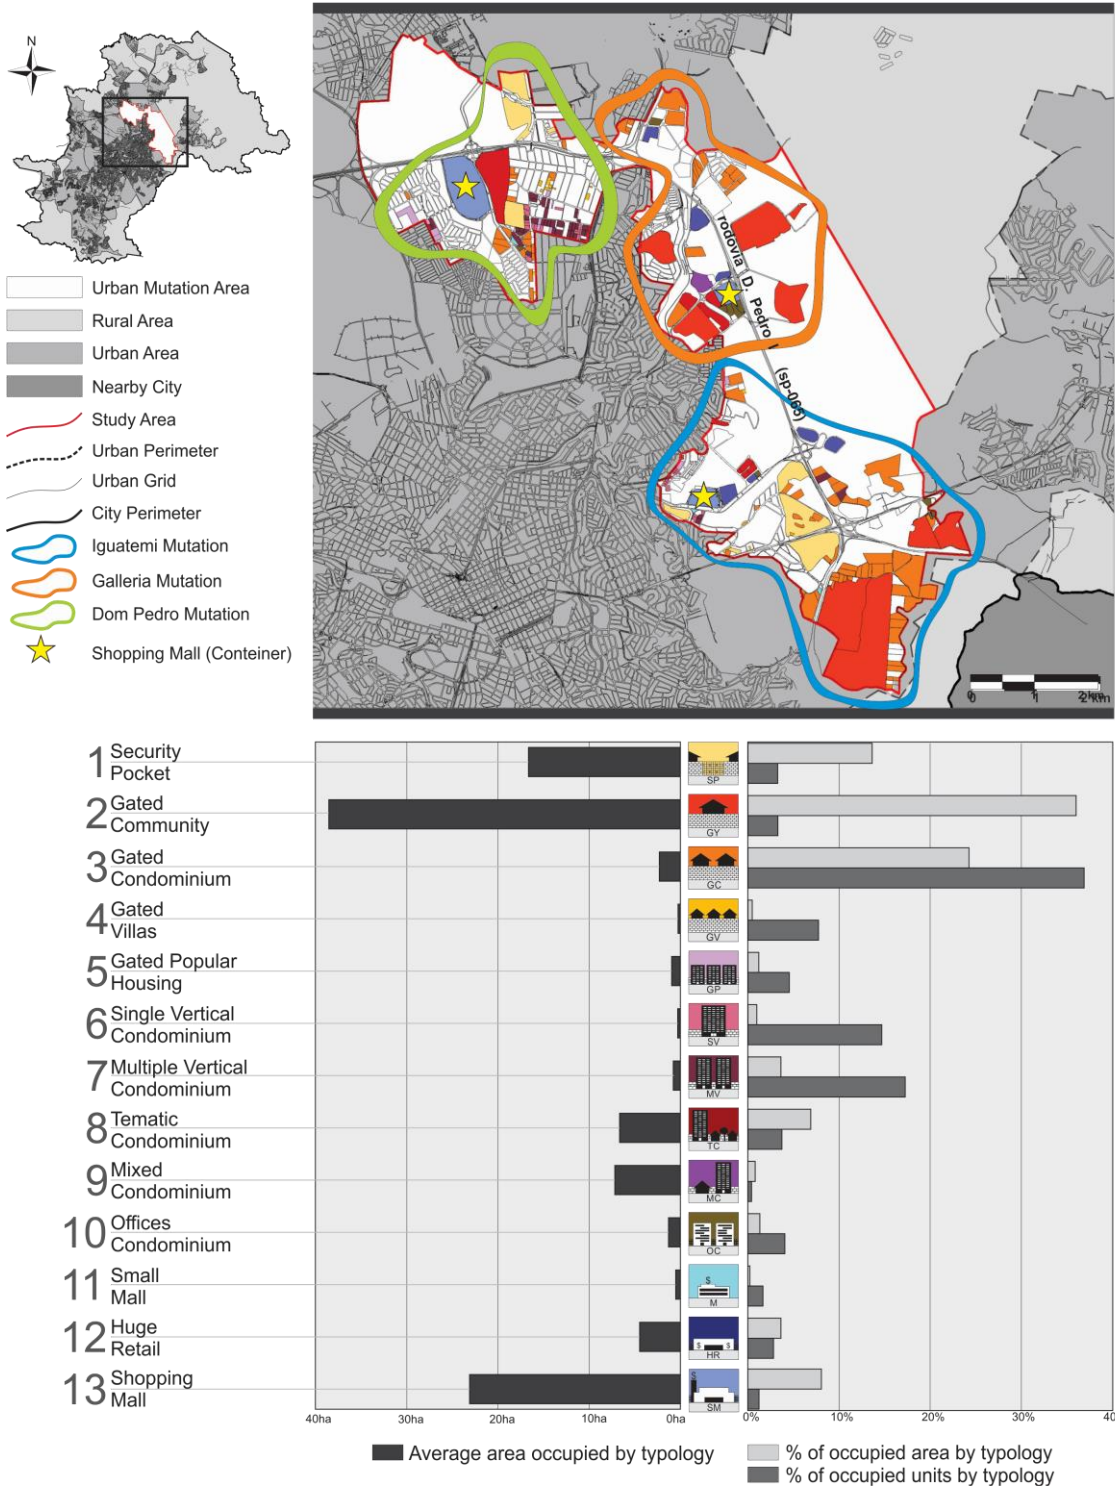 N
Urban Mutation Area
Rural Area
Urban Area
Nearby City
Study Area
Urban Perimeter
Urban Grid
City Perimeter
Iguatemi Mutation
Galleria Mutation
Dom Pedro Mutation
Shopping Mall (Conteiner)
rodovia D. Pedro I
(sp-065)
0 1 2 km
1 Security
Pocket
SP
2 Gated
Community
GY
3 Gated
Condominium
GC
4 Gated
Villas
GV
5 Gated Popular
Housing
GP
6 Single Vertical
Condominium
SV
7 Multiple Vertical
Condominium
MV
8 Tematic
Condominium
TC
9 Mixed
Condominium
MC
10 Offices
Condominium
OC
11 Small
Mall
$
M
12 Huge
Retail
$ $
HR
13 Shopping
Mall
$
SM
40ha 30ha 20ha 10ha 0ha 0% 10% 20% 30% 40
Average area occupied by typology
% of occupied area by typology
% of occupied units by typology